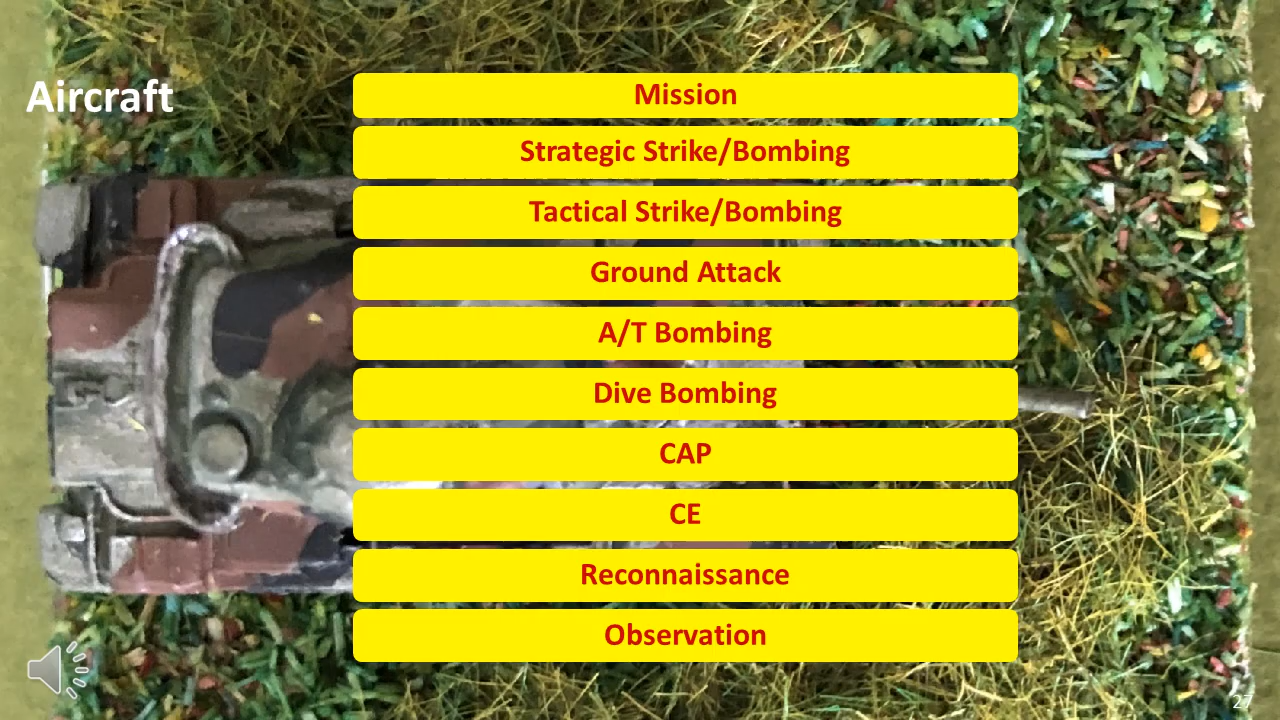 Aircraft
Mission
Strategic Strike/Bombing
Tactical Strike/Bombing
Ground Attack
A/T Bombing
Dive Bombing
CAP
CE
Reconnaissance
Observation
27